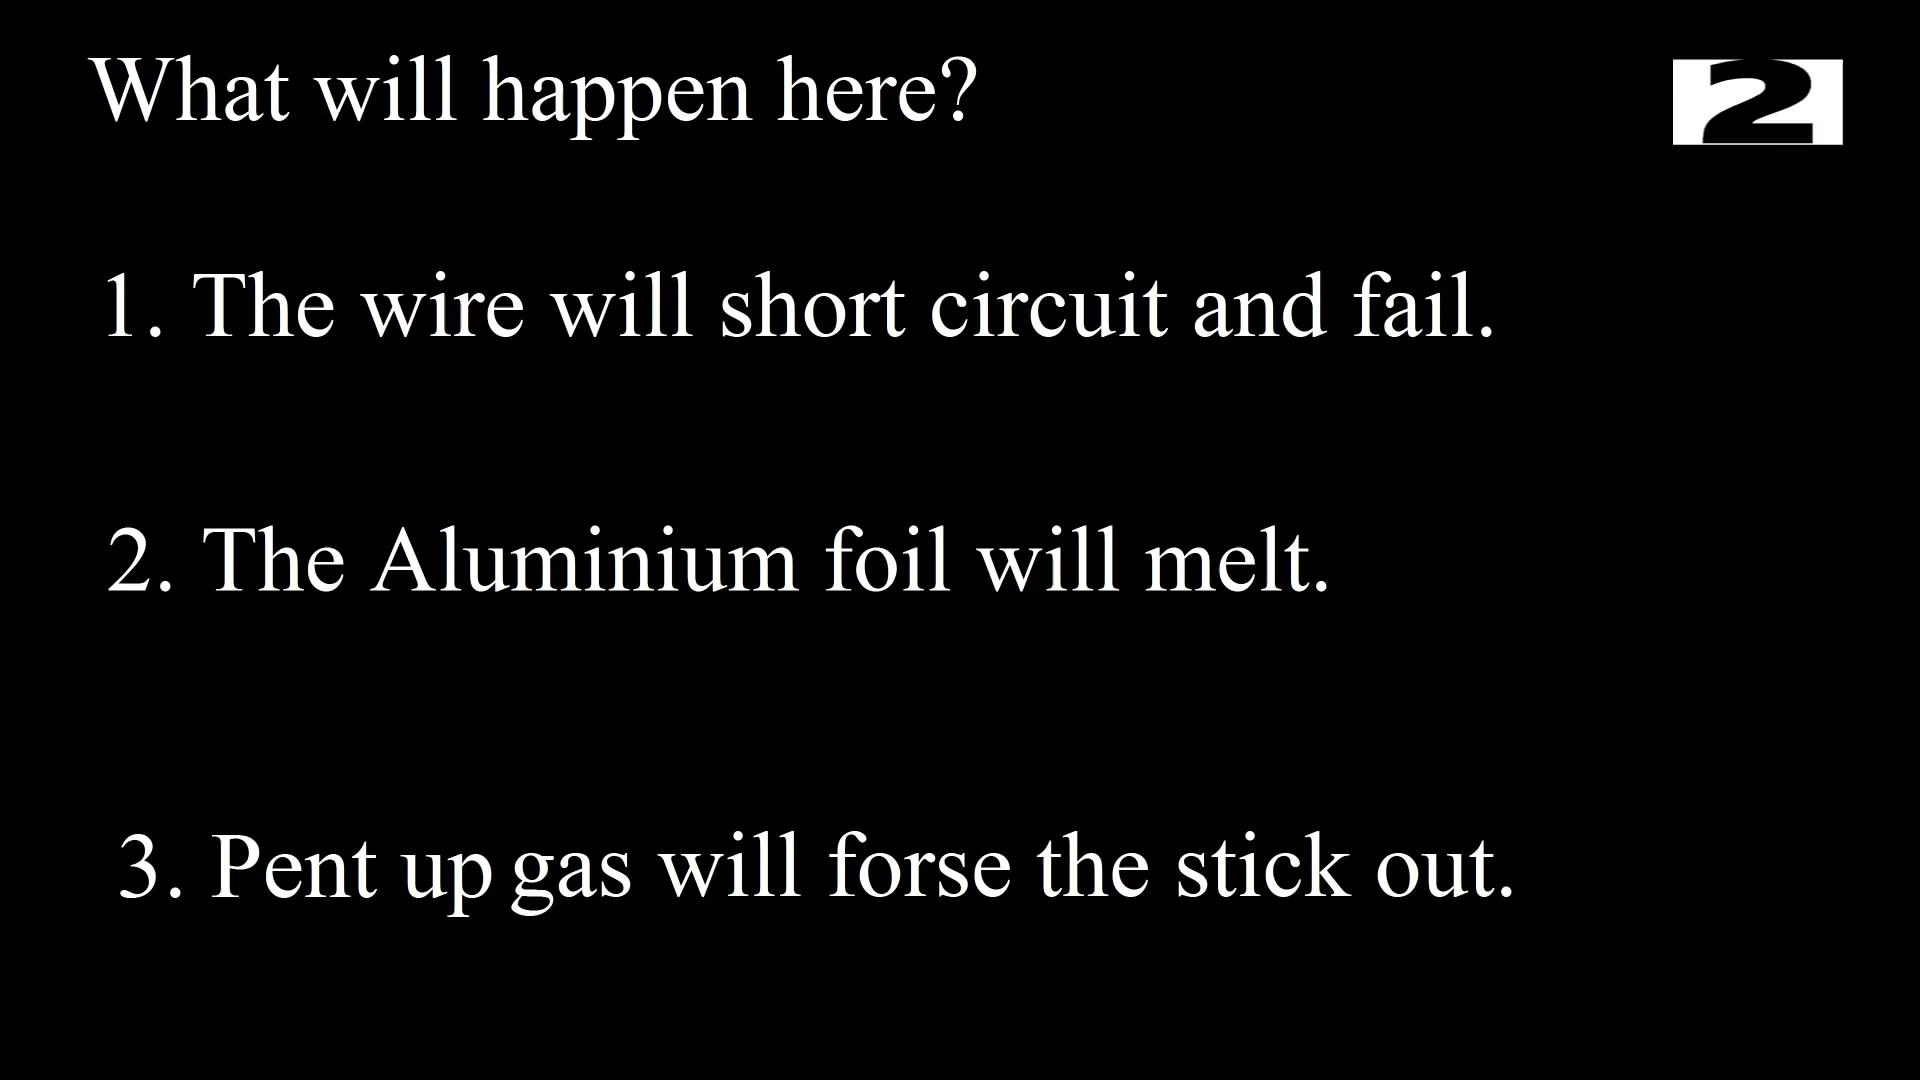 What will happen here?
2
1. The wire will short circuit and fail.
2. The Aluminium foil will melt.
3. Pent up gas will forse the stick out.